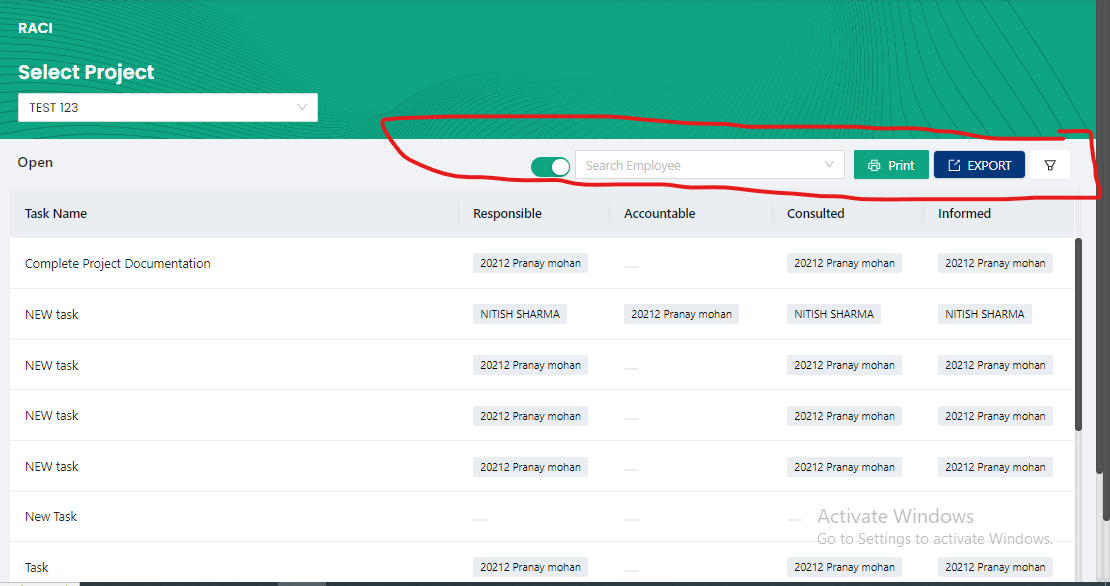 RACI
Select Project
TEST 123
Open Search Employee Print EXPORT
Task Name Responsible Accountable Consulted Informed
Complete Project Documentation 20212 Pranay mohan 20212 Pranay mohan 20212 Pranay mohan
NEW task NITISH SHARMA 20212 Pranay mohan NITISH SHARMA NITISH SHARMA
NEW task 20212 Pranay mohan 20212 Pranay mohan 20212 Pranay mohan
NEW task 20212 Pranay mohan 20212 Pranay mohan 20212 Pranay mohan
NEW task 20212 Pranay mohan 20212 Pranay mohan 20212 Pranay mohan
New Task
Activate Windows
Go to Settings to activate Windows.
Task 20212 Pranay mohan 20212 Pranay mohan 20212 Pranay mohan